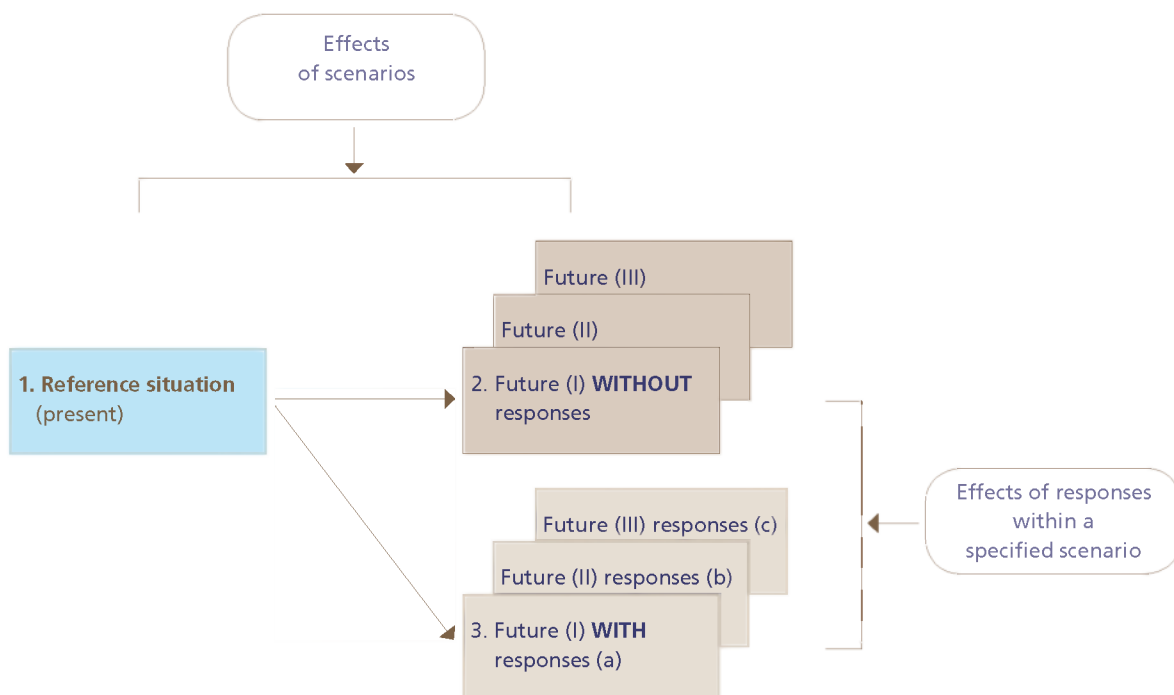 Effects
of scenarios
Future (III)
Future (II)
1. Reference situation
(present)
2. Future (I) WITHOUT
responses
Future (III) responses (c)
Future (II) responses (b)
3. Future (I) WITH
responses (a)
Effects of responses
within a
specified scenario